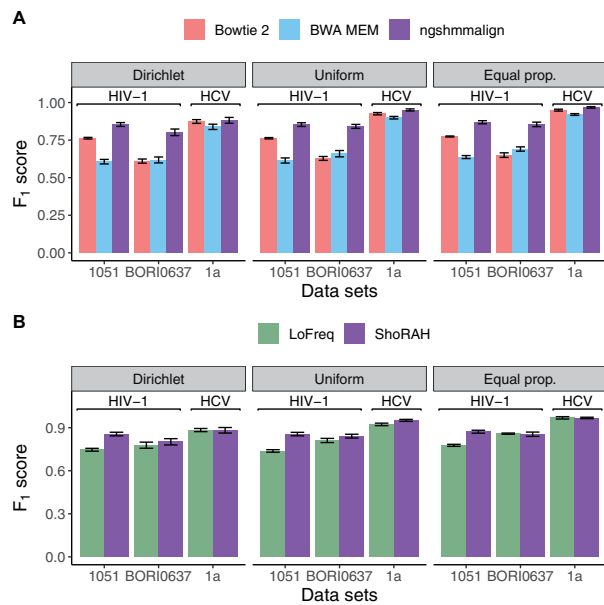 A
Bowtie 2 BWA MEM ngshmmalign
Dirichlet Uniform Equal prop.
HIV−1 HCV HIV−1 HCV HIV−1 HCV
1.00
0.75
0.50
0.25
0.00
F1 score
1051 BORI0637 1a 1051 BORI0637 1a 1051 BORI0637 1a
Data sets
B
LoFreq ShoRAH
Dirichlet Uniform Equal prop.
HIV−1 HCV HIV−1 HCV HIV−1 HCV
0.9
0.6
0.3
0.0
F1 score
1051 BORI0637 1a 1051 BORI0637 1a 1051 BORI0637 1a
Data sets